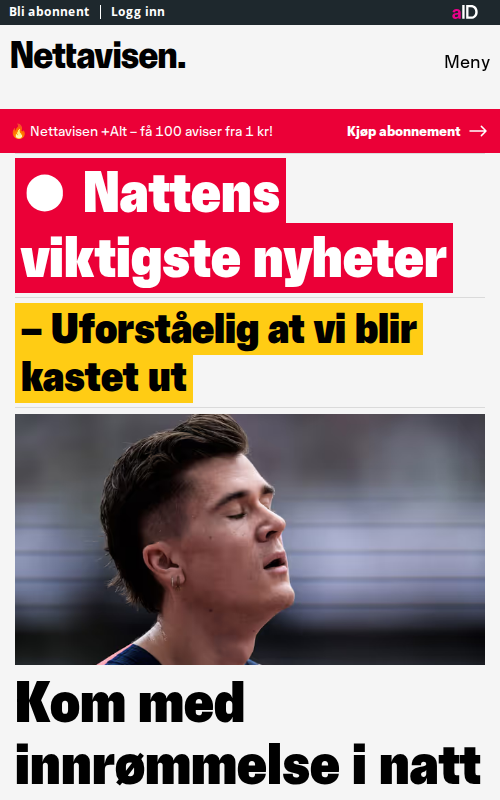 Bli abonnent | Logg inn
aID
Nettavisen.
Meny
🔥 Nettavisen +Alt – få 100 aviser fra 1 kr!
Kjøp abonnement →
● Nattens
viktigste nyheter
– Uforståelig at vi blir
kastet ut
Kom med
innrømmelse i natt